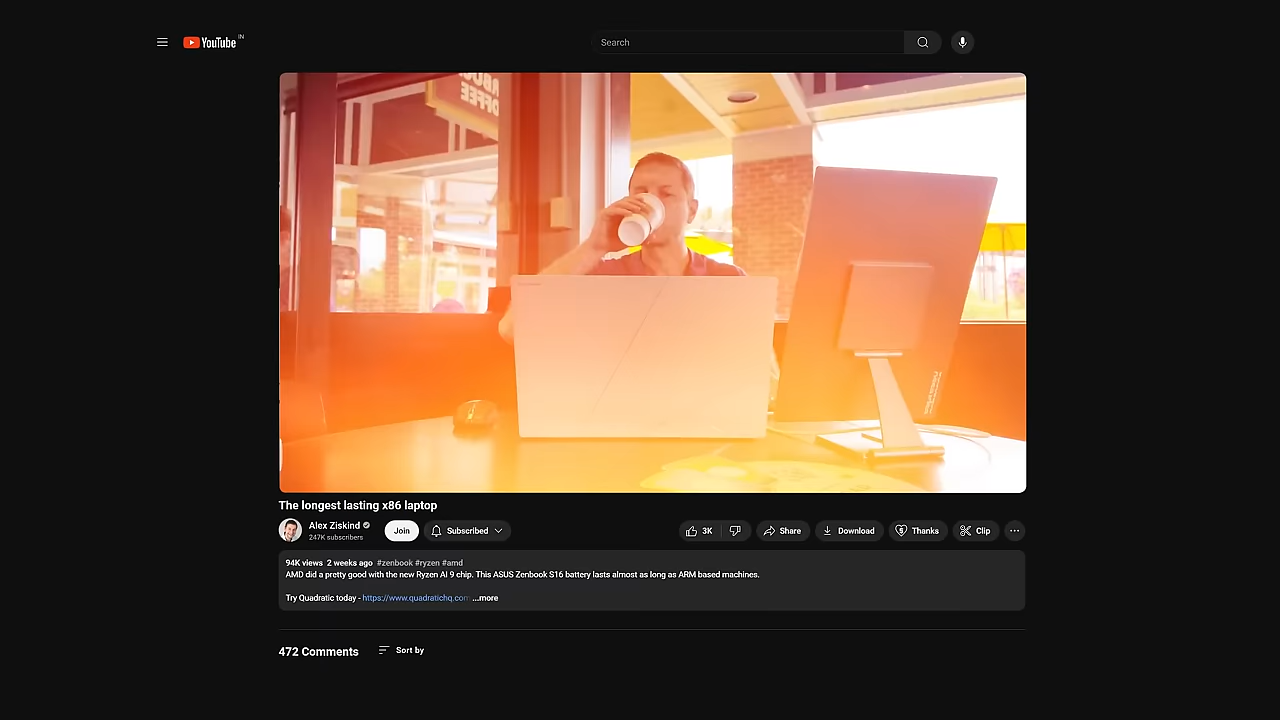 YouTube IN
Search
The longest lasting x86 laptop
Alex Ziskind
247K subscribers
Join
Subscribed
3K
Share
Download
Thanks
Clip
94K views 2 weeks ago #zenbook #ryzen #amd
AMD did a pretty good with the new Ryzen AI 9 chip. This ASUS Zenbook S16 battery lasts almost as long as ARM based machines.
Try Quadratic today - https://www.quadratichq.com ...more
472 Comments
Sort by